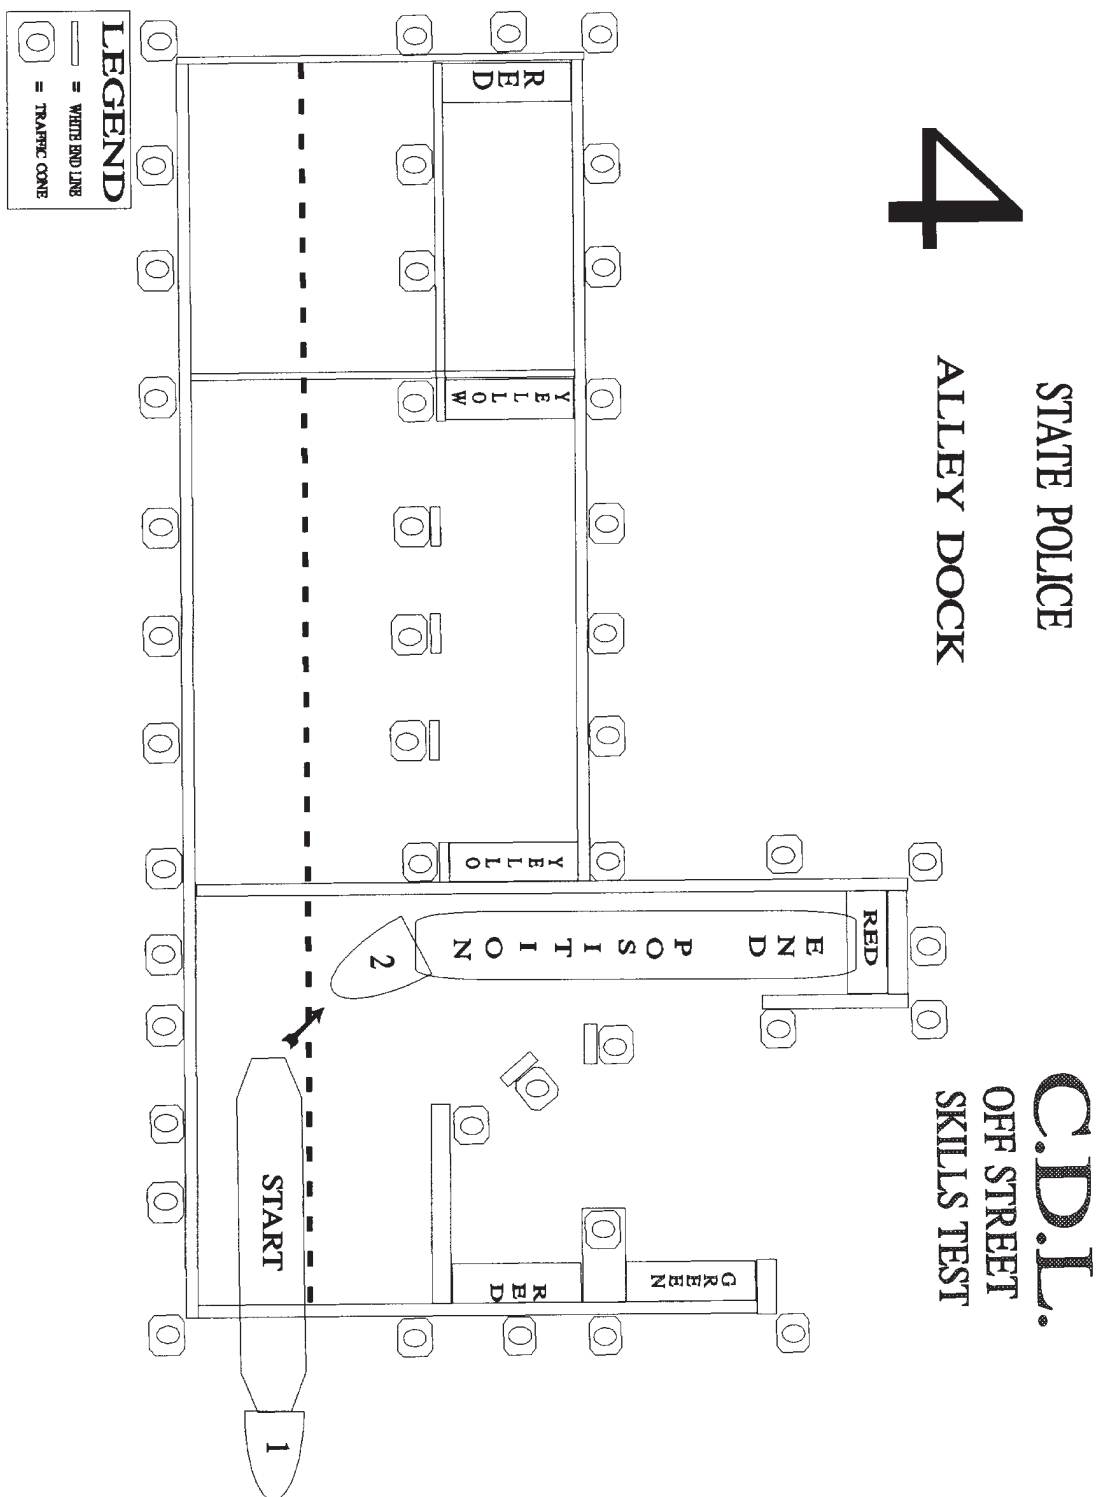 STATE POLICE
4
ALLEY DOCK
C.D.L.
OFF STREET
SKILLS TEST
RED
YELLOW
YELLO
RED
END POSITION
2
START
1
RED
GREEN
LEGEND
= WHITE END LINE
= TRAFFIC CONE